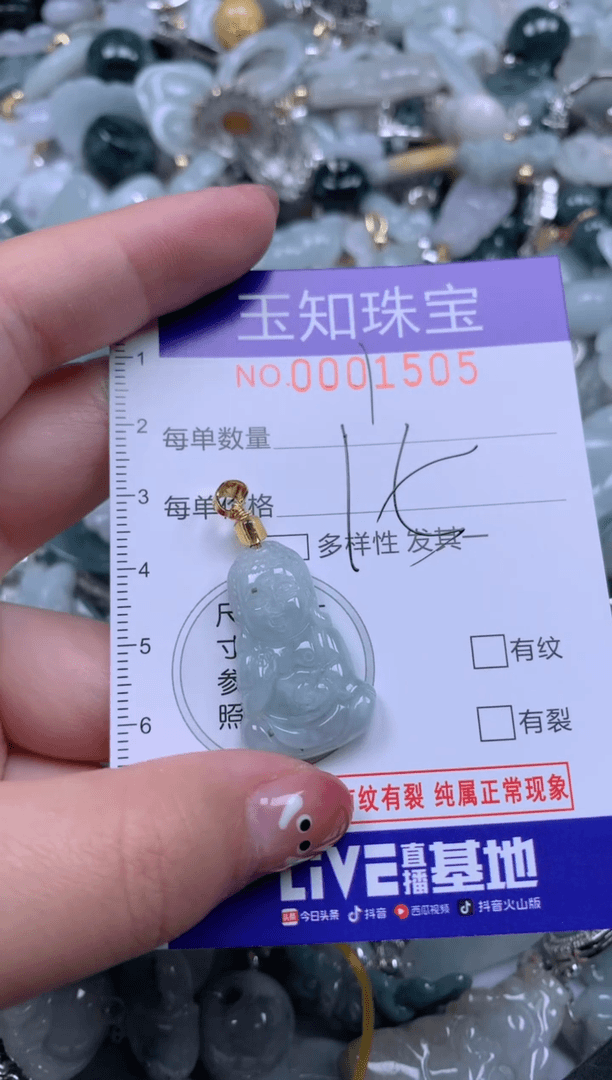 玉知珠宝
NO.0001505
1
2
每单数量
3
每单价格
多样性 发其一
4
尺
寸
5
有纹
参
照
6
有裂
纹有裂 纯属正常现象
LiVE直播基地
头条 今日头条 抖音 西瓜视频 抖音火山版